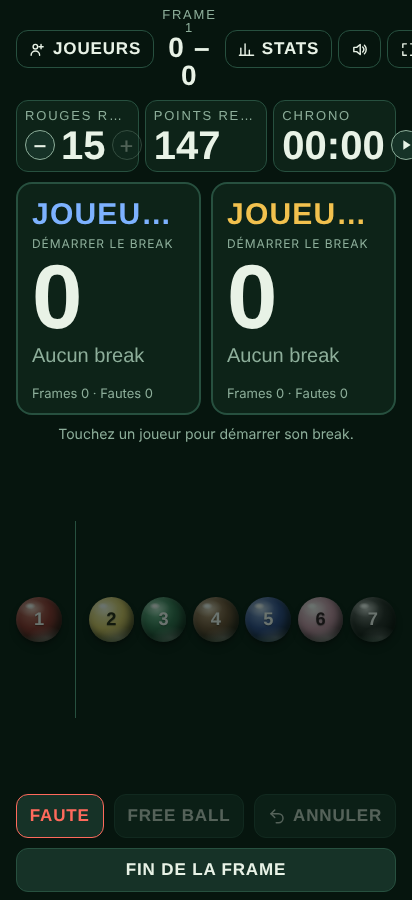 FRAME
JOUEURS
1
0 – 0
STATS
ROUGES R…
− 15 +
POINTS RE…
147
CHRONO
00:00
JOUEU…
DÉMARRER LE BREAK
0
Aucun break
Frames 0 · Fautes 0
JOUEU…
DÉMARRER LE BREAK
0
Aucun break
Frames 0 · Fautes 0
Touchez un joueur pour démarrer son break.
1 2 3 4 5 6 7
FAUTE
FREE BALL
ANNULER
FIN DE LA FRAME